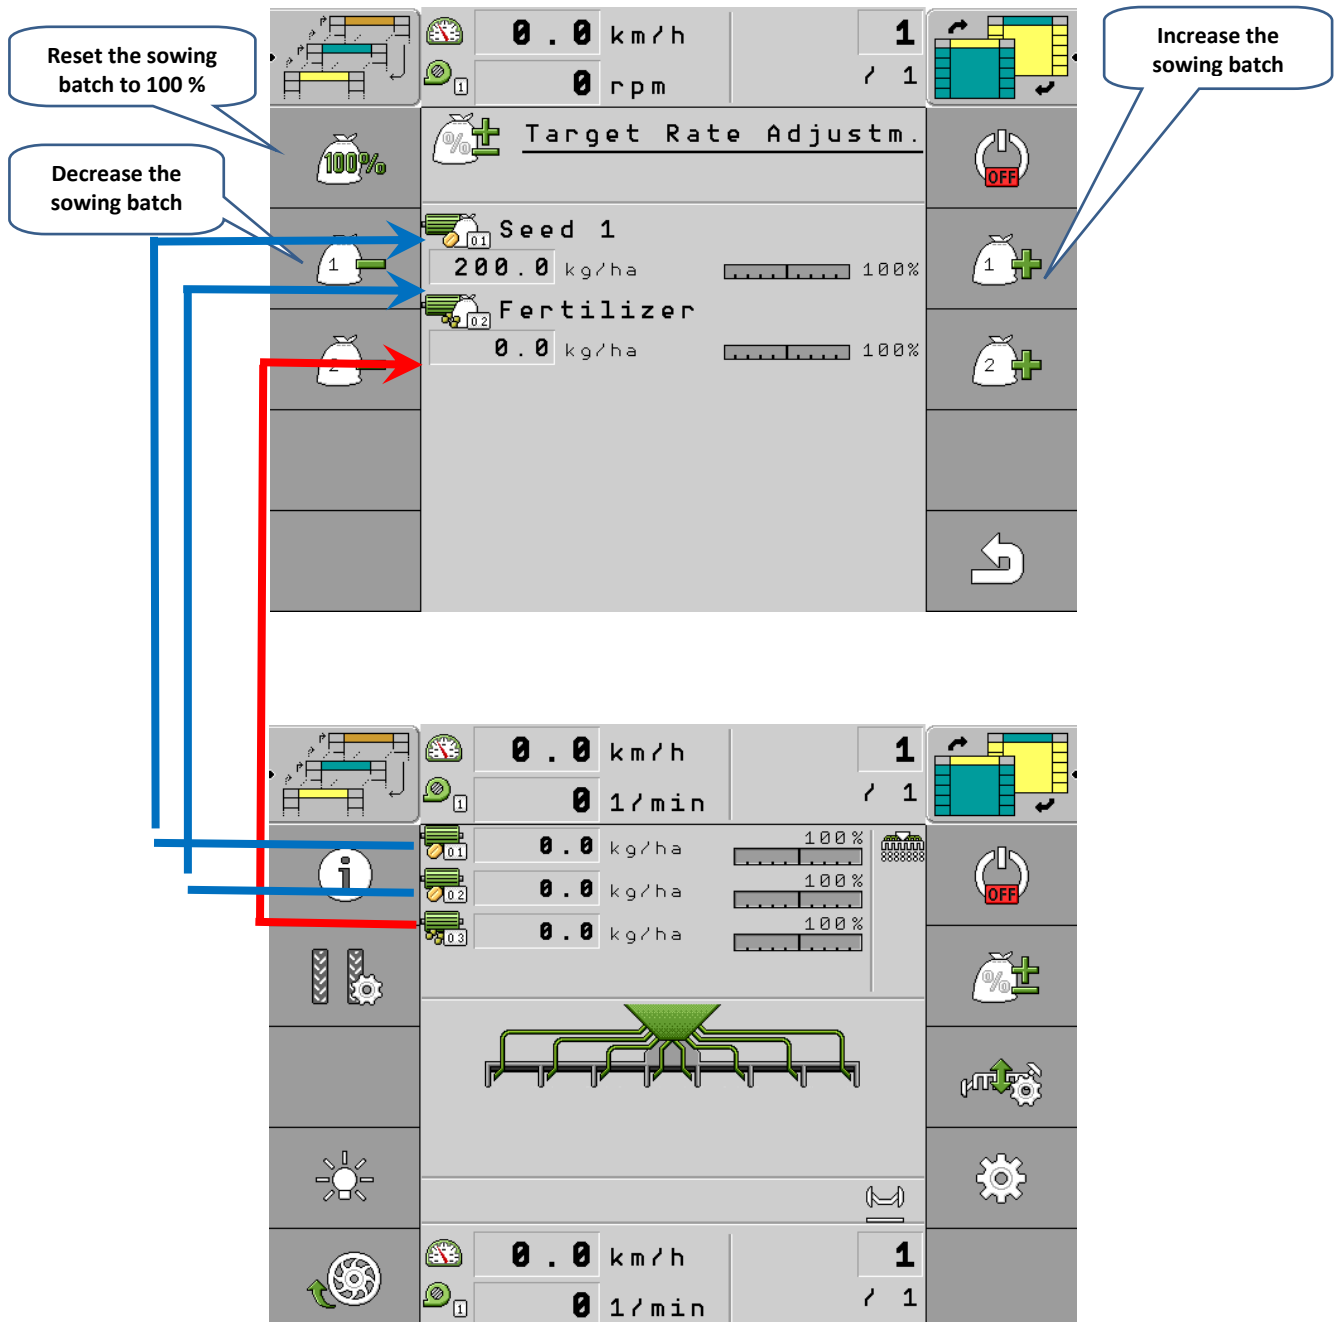 Reset the sowing
batch to 100 %
Decrease the
sowing batch
Increase the
sowing batch
0.0 km/h
1
1
0 rpm
/ 1
100%
%
Target Rate Adjustm.
OFF
01
Seed 1
1
200.0 kg/ha
100%
1
02
Fertilizer
2
0.0 kg/ha
100%
2
0.0 km/h
1
1
0 1/min
/ 1
i
01
0.0 kg/ha
100%
02
0.0 kg/ha
100%
03
0.0 kg/ha
100%
OFF
%
0.0 km/h
1
1
0 1/min
/ 1